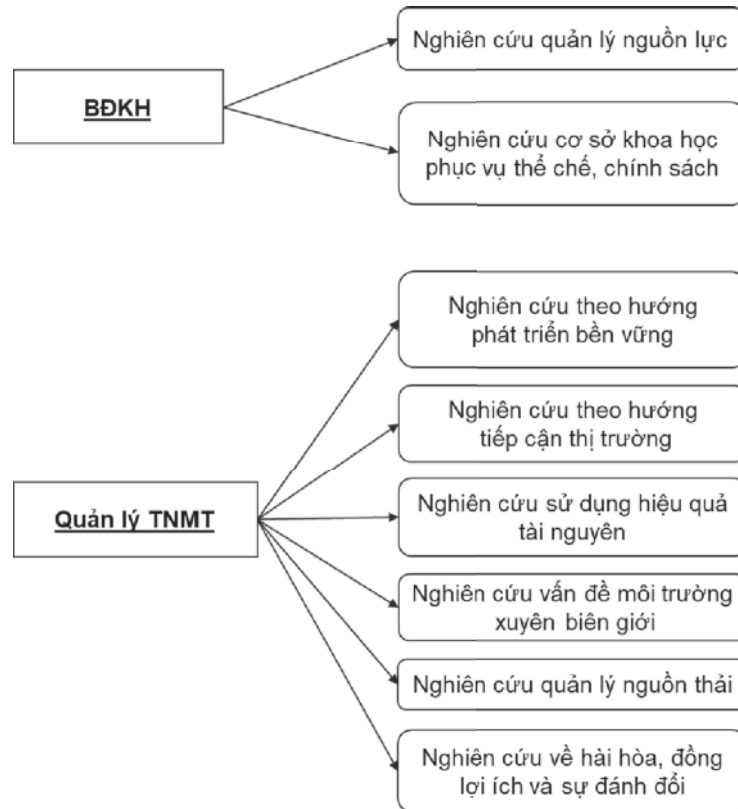 Nghiên cứu quản lý nguồn lực
BĐKH
Nghiên cứu cơ sở khoa học
phục vụ thể chế, chính sách
Nghiên cứu theo hướng
phát triển bền vững
Nghiên cứu theo hướng
tiếp cận thị trường
Quản lý TNMT
Nghiên cứu sử dụng hiệu quả
tài nguyên
Nghiên cứu vấn đề môi trường
xuyên biên giới
Nghiên cứu quản lý nguồn thải
Nghiên cứu về hài hòa, đồng
lợi ích và sự đánh đổi